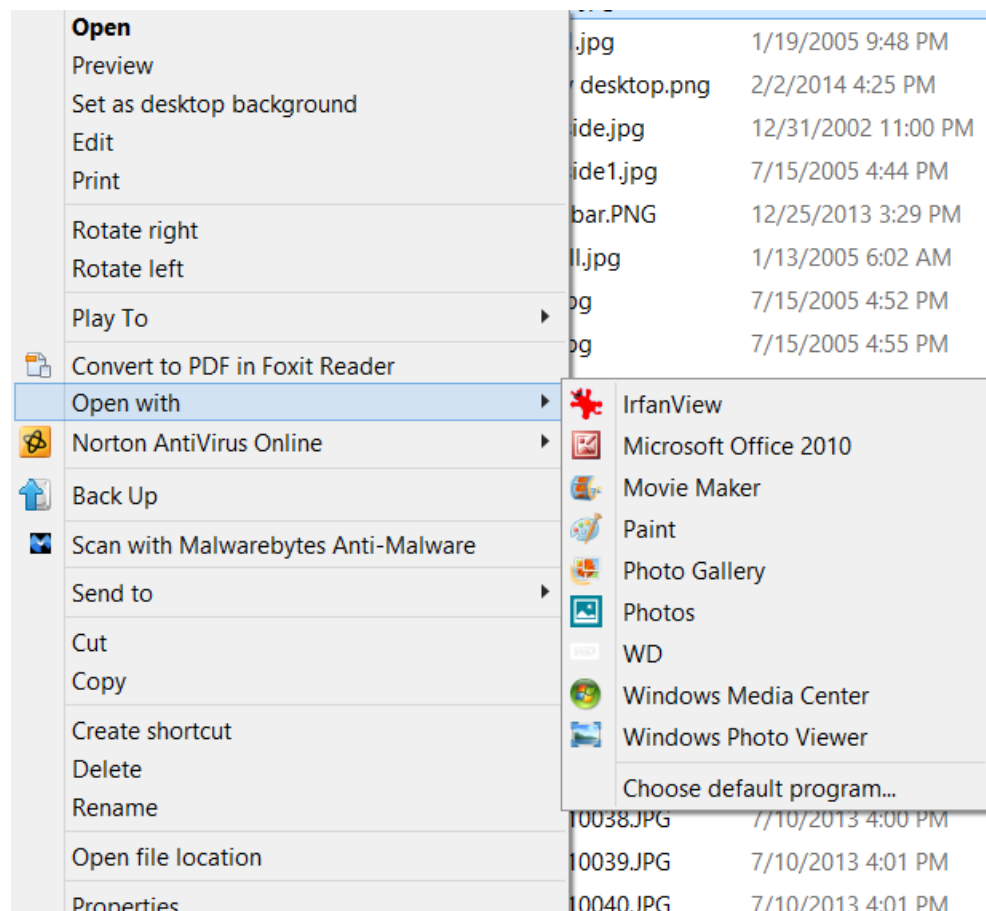 Open
Preview
Set as desktop background
Edit
Print
Rotate right
Rotate left
Play To
Convert to PDF in Foxit Reader
Open with
Norton AntiVirus Online
Back Up
Scan with Malwarebytes Anti-Malware
Send to
Cut
Copy
Create shortcut
Delete
Rename
Open file location
Properties
IrfanView
Microsoft Office 2010
Movie Maker
Paint
Photo Gallery
Photos
WD
Windows Media Center
Windows Photo Viewer
Choose default program...
.jpg 1/19/2005 9:48 PM
desktop.png 2/2/2014 4:25 PM
ide.jpg 12/31/2002 11:00 PM
ide1.jpg 7/15/2005 4:44 PM
bar.PNG 12/25/2013 3:29 PM
ll.jpg 1/13/2005 6:02 AM
pg 7/15/2005 4:52 PM
pg 7/15/2005 4:55 PM
10038.JPG 7/10/2013 4:00 PM
10039.JPG 7/10/2013 4:01 PM
10040.JPG 7/10/2013 4:01 PM